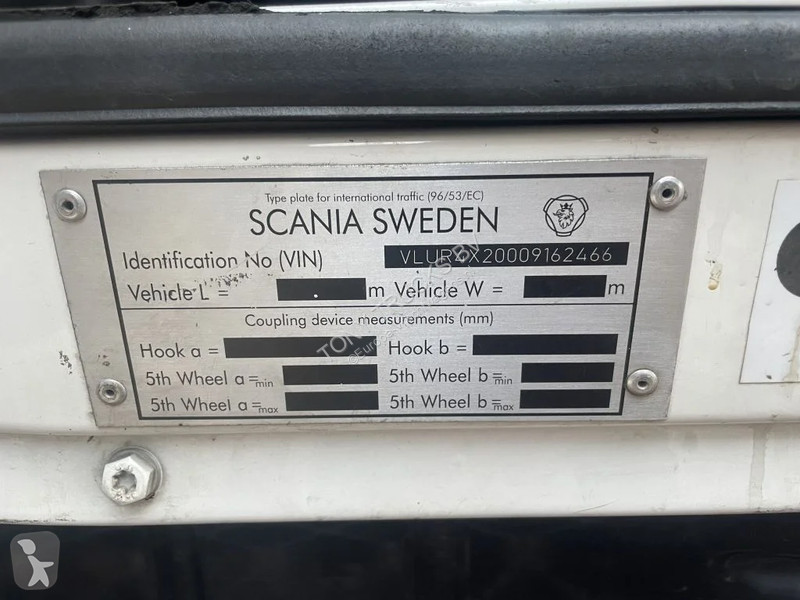 Type plate for international traffic (96/53/EC)
SCANIA SWEDEN
Identification No (VIN) VLUR4X20009162466
Vehicle L = m Vehicle W = m
Coupling device measurements (mm)
Hook a = Hook b =
5th Wheel a=min 5th Wheel b=min
5th Wheel a=max 5th Wheel b=max